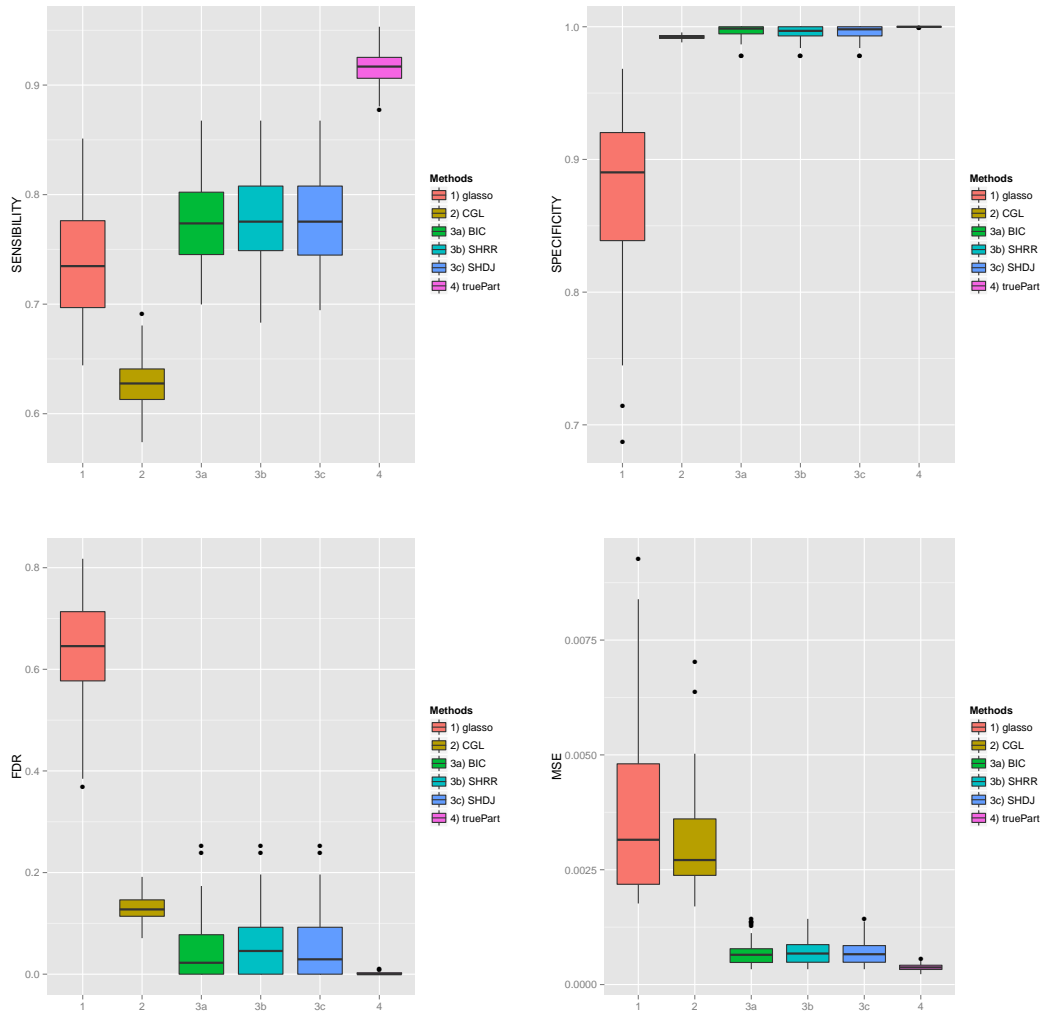 SENSIBILITY
0.9
0.8
0.7
0.6
1
2
3a
3b
3c
4
Methods
1) glasso
2) CGL
3a) BIC
3b) SHRR
3c) SHDJ
4) truePart
SPECIFICITY
1.0
0.9
0.8
0.7
1
2
3a
3b
3c
4
Methods
1) glasso
2) CGL
3a) BIC
3b) SHRR
3c) SHDJ
4) truePart
FDR
0.8
0.6
0.4
0.2
0.0
1
2
3a
3b
3c
4
Methods
1) glasso
2) CGL
3a) BIC
3b) SHRR
3c) SHDJ
4) truePart
MSE
0.0075
0.0050
0.0025
0.0000
1
2
3a
3b
3c
4
Methods
1) glasso
2) CGL
3a) BIC
3b) SHRR
3c) SHDJ
4) truePart